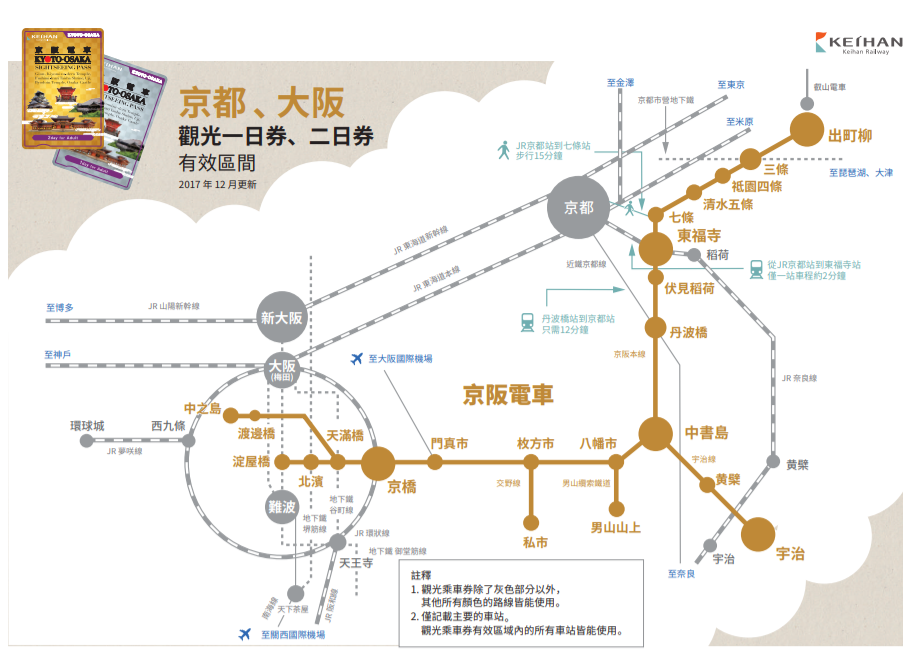 KEIHAN
Keihan Railway
京阪電車
KYOTO-OSAKA
SIGHTSEEING PASS
京都、大阪
觀光一日券、二日券
有效區間
2017 年 12 月更新
至金澤
至東京
京都市營地下鐵
至米原
叡山電車
出町柳
JR京都站到七條站
步行15分鐘
三條
至琵琶湖、大津
祗園四條
清水五條
京都
七條
東福寺
稻荷
JR 東海道新幹線
近鐵京都線
從JR京都站到東福寺站
僅一站車程約2分鐘
JR 東海道本線
伏見稻荷
至博多
JR 山陽新幹線
新大阪
丹波橋站到京都站
只需12分鐘
丹波橋
至神戶
大阪
(梅田)
至大阪國際機場
京阪本線
JR 奈良線
京阪電車
中之島
環球城
西九條
渡邊橋
天滿橋
JR 夢咲線
門真市
枚方市
八幡市
中書島
淀屋橋
北濱
京橋
宇治線
黄檗
黄檗
交野線
男山纜索鐵道
難波
地下鐵
谷町線
地下鐵
堺筋線
私市
男山山上
JR 環狀線
地下鐵 御堂筋線
天王寺
宇治
宇治
至奈良
南海線
天下茶屋
JR 阪和線
至關西國際機場
註釋
1. 觀光乘車券除了灰色部分以外，
其他所有顏色的路線皆能使用。
2. 僅記載主要的車站。
觀光乘車券有效區域內的所有車站皆能使用。